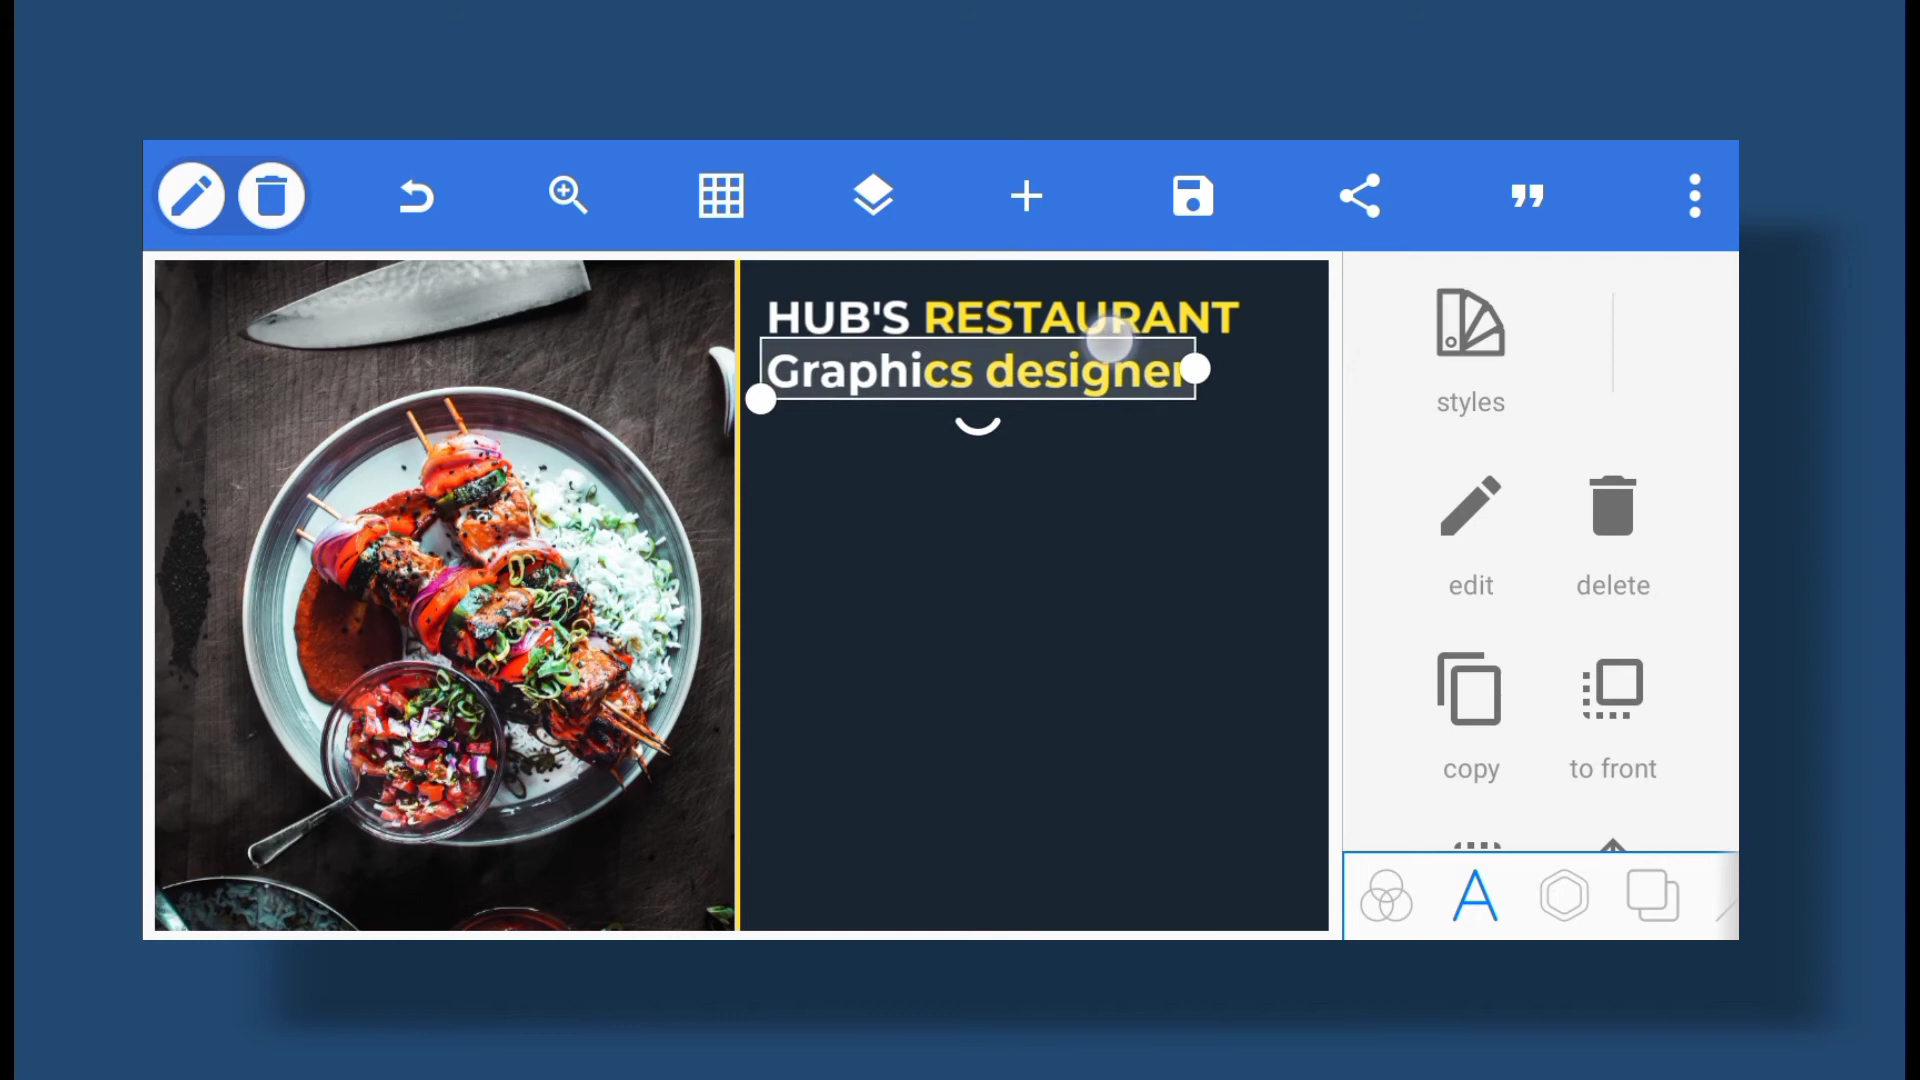 HUB'S RESTAURANT
Graphics designer
styles
edit
delete
copy
to front